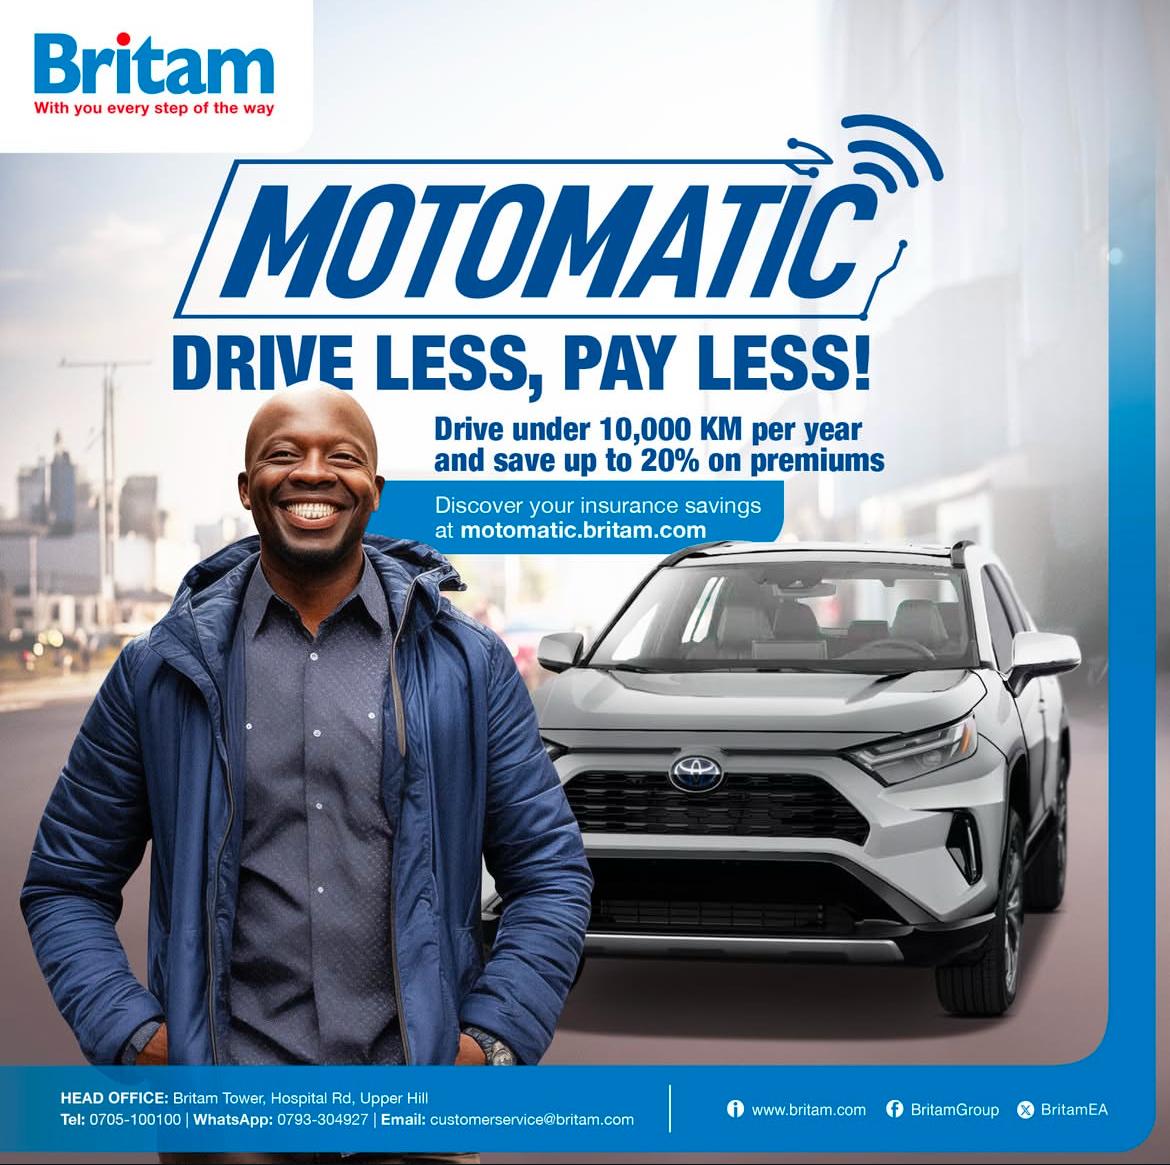 Britam
With you every step of the way
MOTOMATIC
DRIVE LESS, PAY LESS!
Drive under 10,000 KM per year
and save up to 20% on premiums
Discover your insurance savings
at motomatic.britam.com
HEAD OFFICE: Britam Tower, Hospital Rd, Upper Hill
Tel: 0705-100100 | WhatsApp: 0793-304927 | Email: customerservice@britam.com
www.britam.com BritamGroup BritamEA